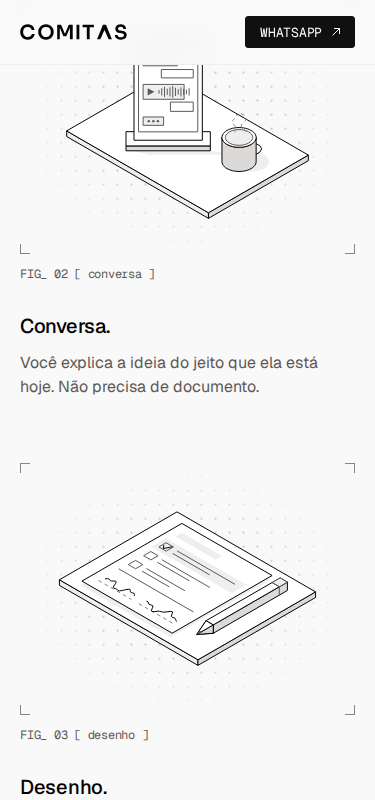 COMITAS
WHATSAPP
FIG_ 02 [ conversa ]
Conversa.
Você explica a ideia do jeito que ela está
hoje. Não precisa de documento.
FIG_ 03 [ desenho ]
Desenho.